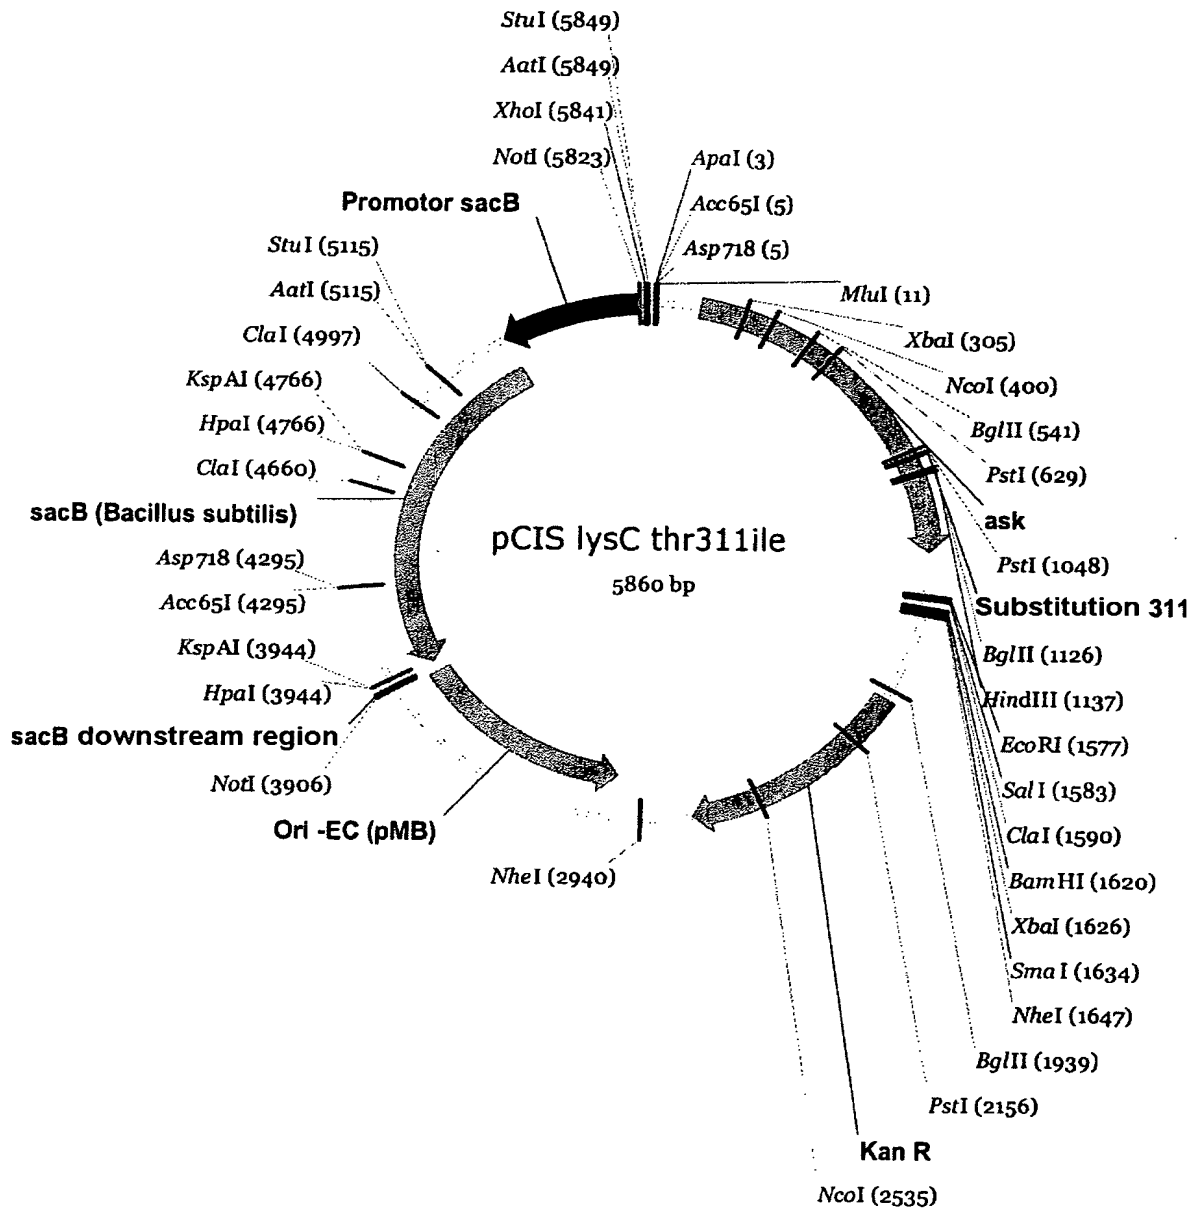 StuI (5849)
AatI (5849)
XhoI (5841)
NotI (5823)
Promotor sacB
StuI (5115)
AatI (5115)
ClaI (4997)
KspAI (4766)
HpaI (4766)
ClaI (4660)
sacB (Bacillus subtilis)
Asp718 (4295)
Acc65I (4295)
KspAI (3944)
HpaI (3944)
sacB downstream region
NotI (3906)
Ori -EC (pMB)
NheI (2940)
pCIS lysC thr311ile
5860 bp
ApaI (3)
Acc65I (5)
Asp718 (5)
MluI (11)
XbaI (305)
NcoI (400)
BglII (541)
PstI (629)
ask
PstI (1048)
Substitution 311
BglII (1126)
HindIII (1137)
EcoRI (1577)
SalI (1583)
ClaI (1590)
BamHI (1620)
XbaI (1626)
SmaI (1634)
NheI (1647)
BglII (1939)
PstI (2156)
Kan R
NcoI (2535)